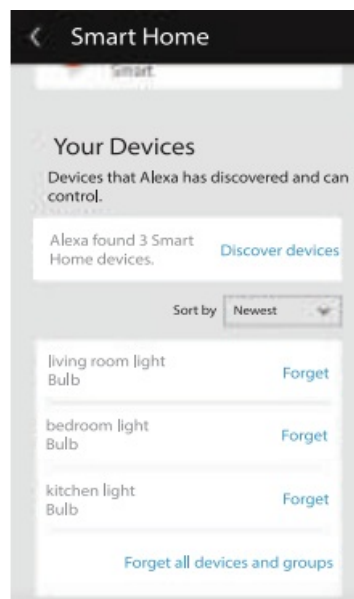 Smart Home
Smart.
Your Devices
Devices that Alexa has discovered and can
control.
Alexa found 3 Smart
Home devices.
Discover devices
Sort by
Newest
living room light
Bulb
Forget
bedroom light
Bulb
Forget
kitchen light
Bulb
Forget
Forget all devices and groups